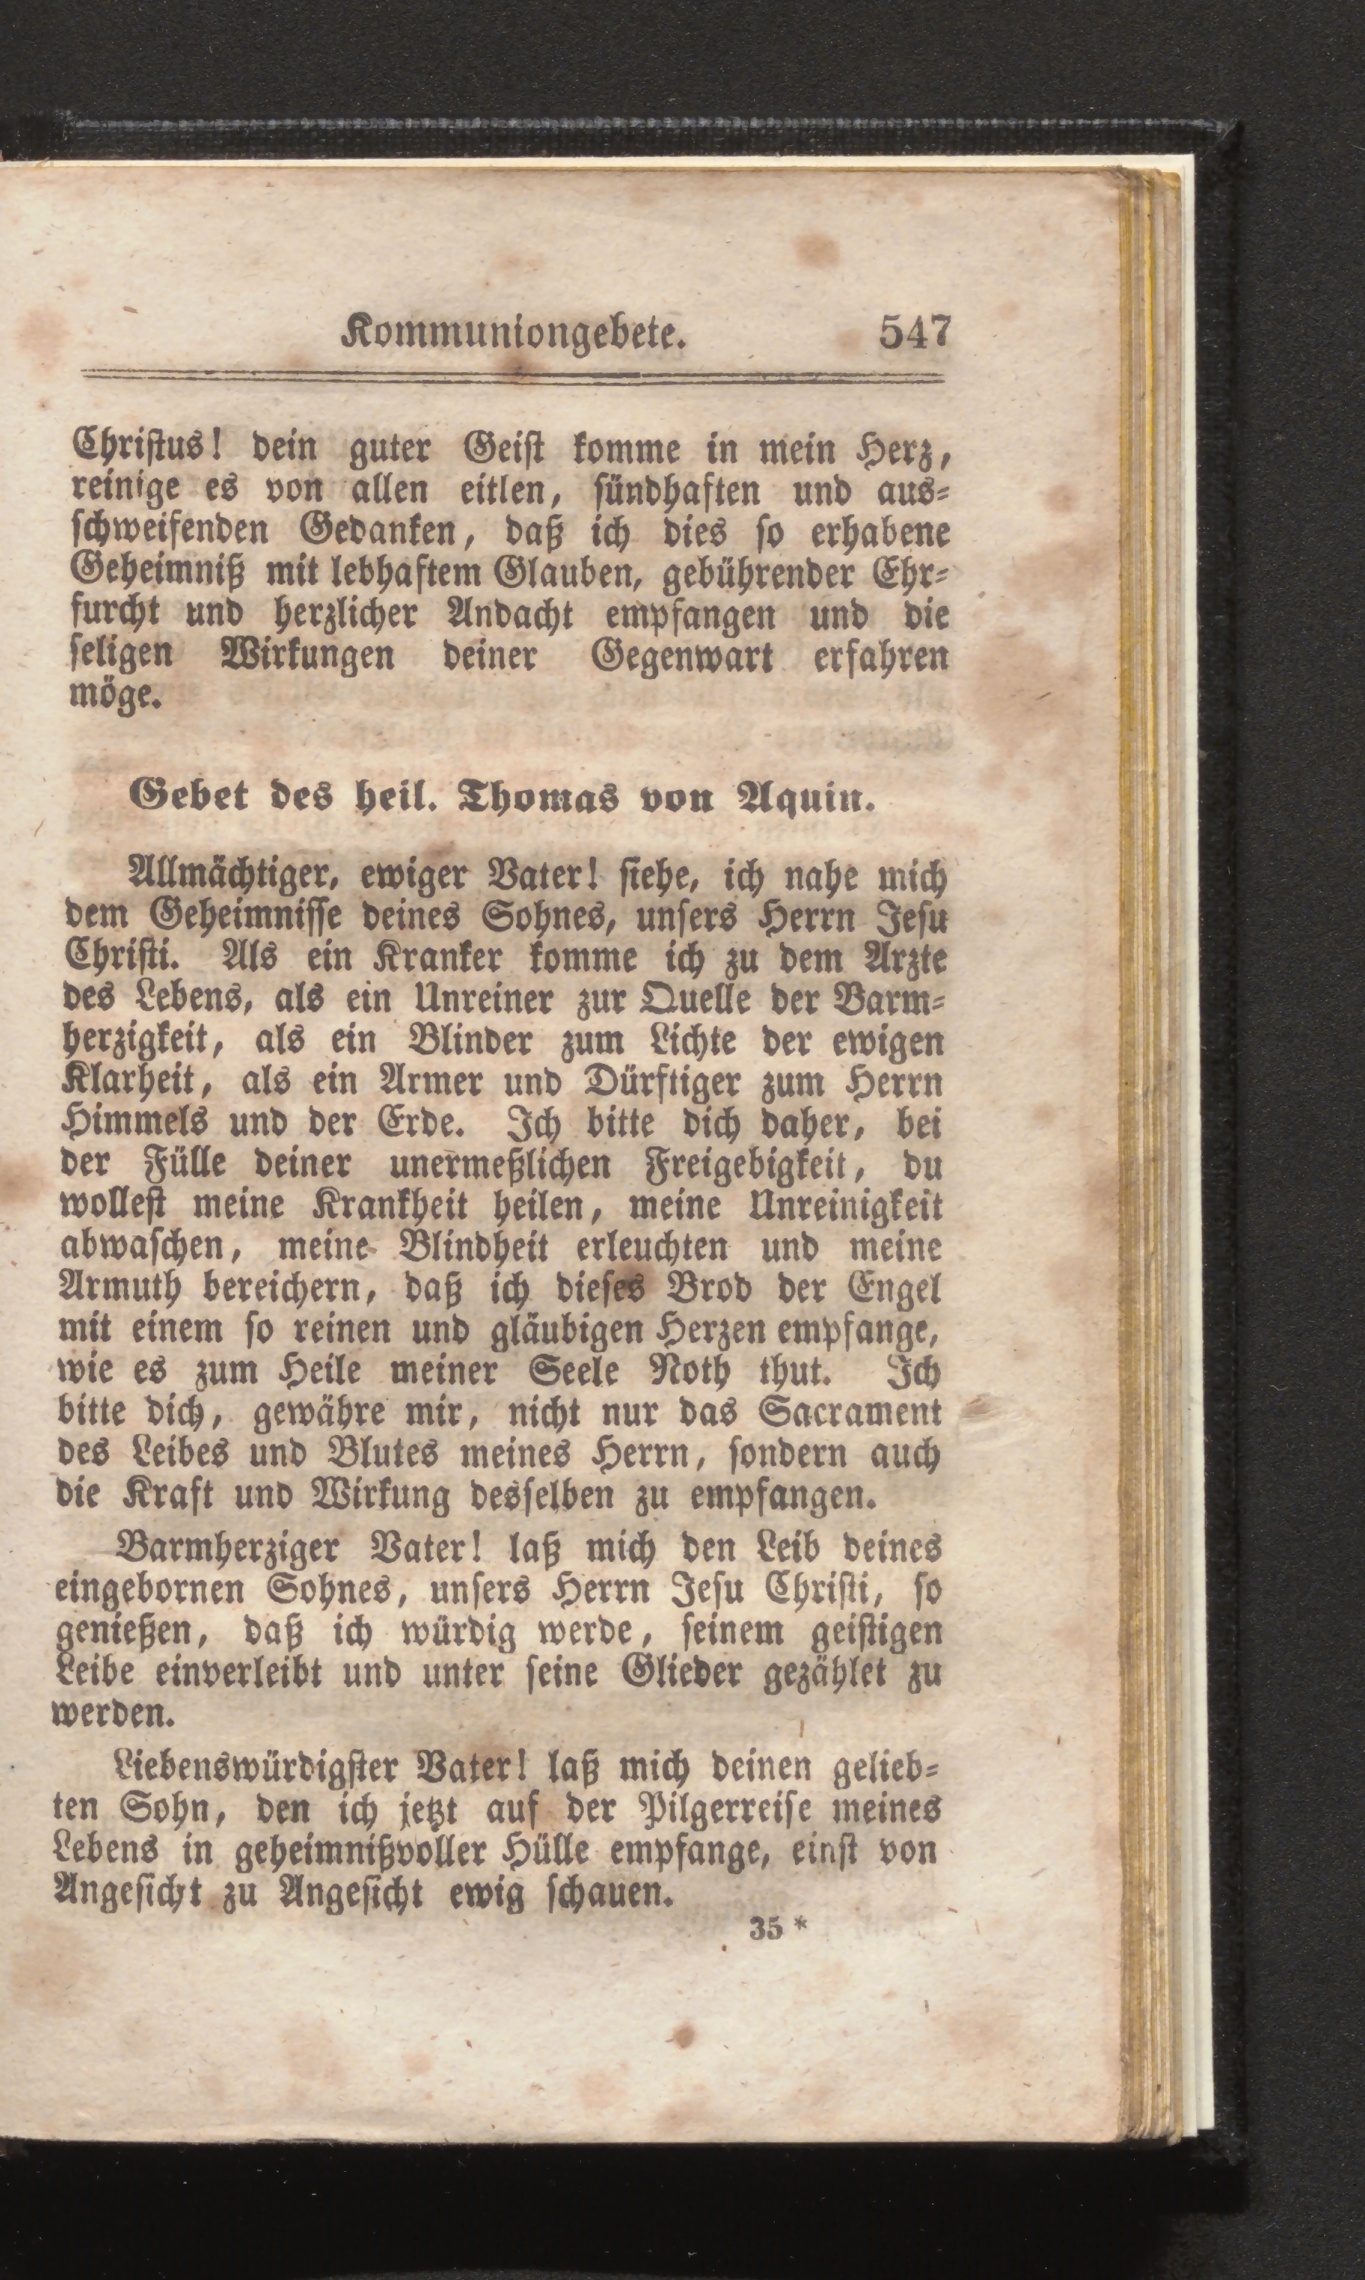 Kommuniongebete. 547
Christus! dein guter Geist komme in mein Herz,
reinige es von allen eitlen, sündhaften und aus-
schweifenden Gedanken, daß ich dies so erhabene
Geheimniß mit lebhaftem Glauben, gebührender Ehr-
furcht und herzlicher Andacht empfangen und die
seligen Wirkungen deiner Gegenwart erfahren
möge.
Gebet des heil. Thomas von Aquin.
Allmächtiger, ewiger Vater! siehe, ich nahe mich
dem Geheimnisse deines Sohnes, unsers Herrn Jesu
Christi. Als ein Kranker komme ich zu dem Arzte
des Lebens, als ein Unreiner zur Quelle der Barm-
herzigkeit, als ein Blinder zum Lichte der ewigen
Klarheit, als ein Armer und Dürftiger zum Herrn
Himmels und der Erde. Ich bitte dich daher, bei
der Fülle deiner unermeßlichen Freigebigkeit, du
wollest meine Krankheit heilen, meine Unreinigkeit
abwaschen, meine Blindheit erleuchten und meine
Armuth bereichern, daß ich dieses Brod der Engel
mit einem so reinen und gläubigen Herzen empfange,
wie es zum Heile meiner Seele Noth thut. Ich
bitte dich, gewähre mir, nicht nur das Sacrament
des Leibes und Blutes meines Herrn, sondern auch
die Kraft und Wirkung desselben zu empfangen.
Barmherziger Vater! laß mich den Leib deines
eingebornen Sohnes, unsers Herrn Jesu Christi, so
genießen, daß ich würdig werde, seinem geistigen
Leibe einverleibt und unter seine Glieder gezählet zu
werden.
Liebenswürdigster Vater! laß mich deinen gelieb-
ten Sohn, den ich jetzt auf der Pilgerreise meines
Lebens in geheimnißvoller Hülle empfange, einst von
Angesicht zu Angesicht ewig schauen.
35 *